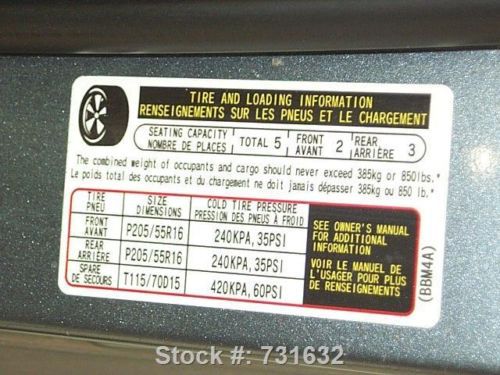 TIRE AND LOADING INFORMATION
RENSEIGNEMENTS SUR LES PNEUS ET LE CHARGEMENT
SEATING CAPACITY
NOMBRE DE PLACES
TOTAL 5
FRONT
AVANT 2
REAR
ARRIÈRE 3
The combined weight of occupants and cargo should never exceed 385kg or 850lbs.*
Le poids total des occupants et du chargement ne doit jamais dépasser 385kg ou 850 lb.*
TIRE
PNEU
SIZE
DIMENSIONS
COLD TIRE PRESSURE
PRESSION DES PNEUS À FROID
FRONT
AVANT
P205/55R16
240KPA, 35PSI
REAR
ARRIÈRE
P205/55R16
240KPA, 35PSI
SPARE
DE SECOURS
T115/70D15
420KPA, 60PSI
SEE OWNER'S MANUAL
FOR ADDITIONAL
INFORMATION
VOIR LE MANUEL DE
L'USAGER POUR PLUS
DE RENSEIGNEMENTS
(BBM4A)
Stock #: 731632